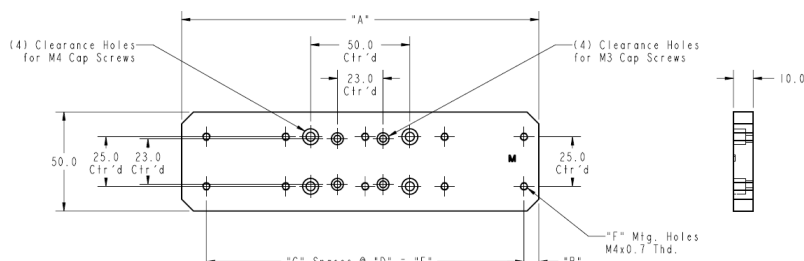 "A"
(4) Clearance Holes
for M4 Cap Screws
50.0
Ctr'd
(4) Clearance Holes
for M3 Cap Screws
23.0
Ctr'd
10.0
50.0
25.0
Ctr'd
23.0
Ctr'd
M
25.0
Ctr'd
"F" Mtg. Holes
M4x0.7 Thd.
"C" Spaces @ "D" = "E"
"B"